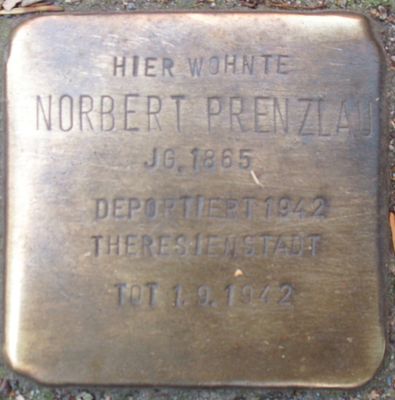 HIER WOHNTE
NORBERT PRENZLAU
JG. 1865
DEPORTIERT 1942
THERESIENSTADT
TOT 1.9.1942